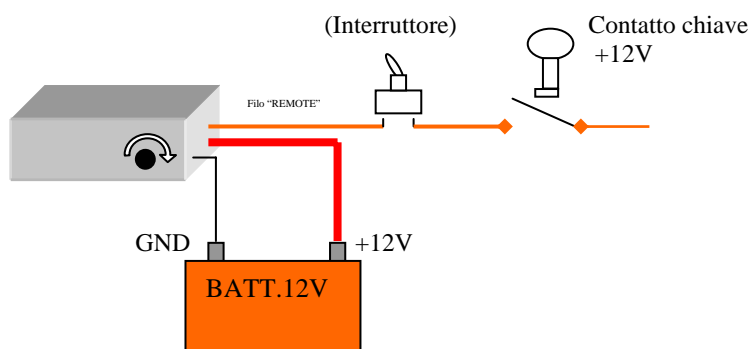 (Interruttore)
Contatto chiave
+12V
Filo “REMOTE”
GND
+12V
BATT.12V